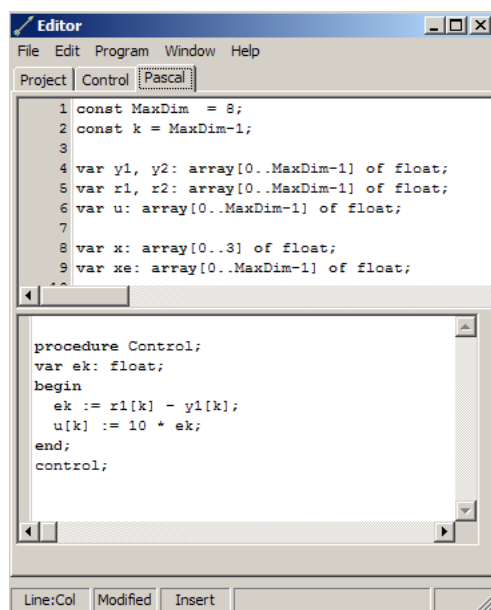 Editor
File Edit Program Window Help
Project Control Pascal
1 const MaxDim  = 8;
2 const k = MaxDim-1;
3
4 var y1, y2: array[0..MaxDim-1] of float;
5 var r1, r2: array[0..MaxDim-1] of float;
6 var u: array[0..MaxDim-1] of float;
7
8 var x: array[0..3] of float;
9 var xe: array[0..MaxDim-1] of float;
procedure Control;
var ek: float;
begin
  ek := r1[k] - y1[k];
  u[k] := 10 * ek;
end;
control;
Line:Col Modified Insert